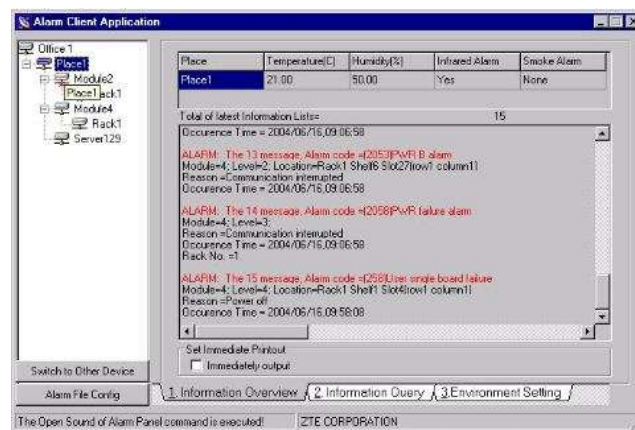 Alarm Client Application
Office 1
Place1
Module2
Place1 ack1
Module4
Rack1
Server129
Switch to Other Device
Alarm File Config
Place Temperature(C) Humidity(%) Infrared Alarm Smoke Alarm
Place1 21.00 50.00 Yes None
Total of latest Information Lists= 15
Occurence Time = 2004/06/16,09:06:58
ALARM: The 13 message, Alarm code =[2053]PWR B alarm
Module=4; Level=2; Location=Rack1 Shelf6 Slot27(row1 column1)
Reason =Communication interrupted
Occurence Time = 2004/06/16,09:06:58
ALARM: The 14 message, Alarm code =[2058]PWR failure alarm
Module=4; Level=3;
Reason =Communication interrupted
Occurence Time = 2004/06/16,09:06:58
Rack No. =1
ALARM: The 15 message, Alarm code =[258]User single board failure
Module=4; Level=4; Location=Rack1 Shelf1 Slot4(row1 column1)
Reason =Power off
Occurence Time = 2004/06/16,09:58:08
Set Immediate Printout
Immediately output
1. Information Overview 2. Information Query 3.Environment Setting
The Open Sound of Alarm Panel command is executed! ZTE CORPORATION